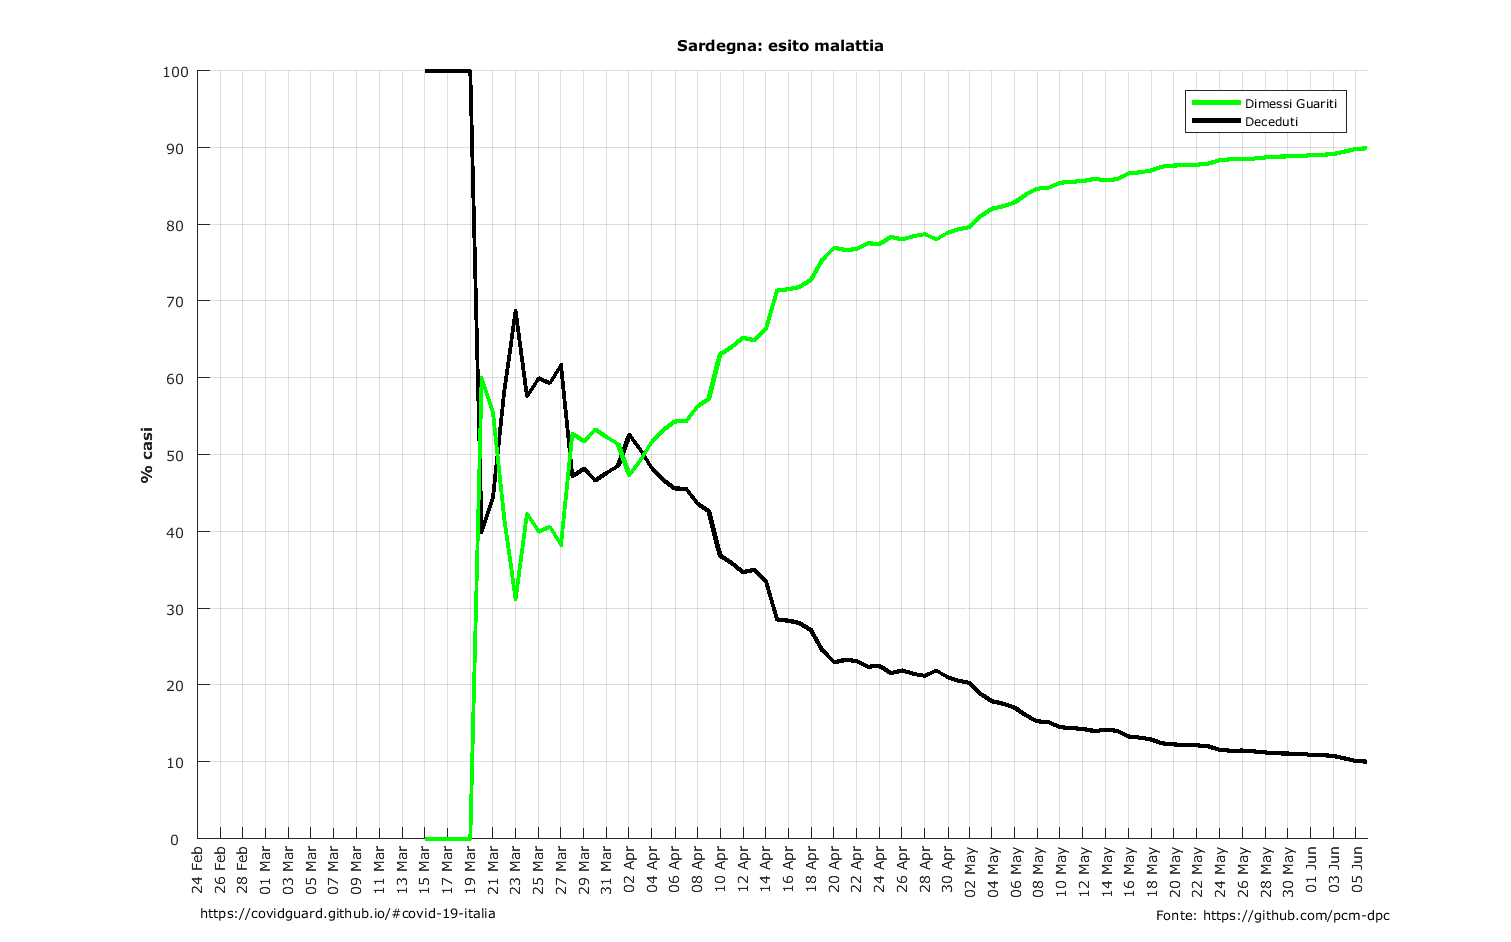 Sardegna: esito malattia
Dimessi Guariti
Deceduti
% casi
100
90
80
70
60
50
40
30
20
10
0
24 Feb
26 Feb
28 Feb
01 Mar
03 Mar
05 Mar
07 Mar
09 Mar
11 Mar
13 Mar
15 Mar
17 Mar
19 Mar
21 Mar
23 Mar
25 Mar
27 Mar
29 Mar
31 Mar
02 Apr
04 Apr
06 Apr
08 Apr
10 Apr
12 Apr
14 Apr
16 Apr
18 Apr
20 Apr
22 Apr
24 Apr
26 Apr
28 Apr
30 Apr
02 May
04 May
06 May
08 May
10 May
12 May
14 May
16 May
18 May
20 May
22 May
24 May
26 May
28 May
30 May
01 Jun
03 Jun
05 Jun
https://covidguard.github.io/#covid-19-italia
Fonte: https://github.com/pcm-dpc